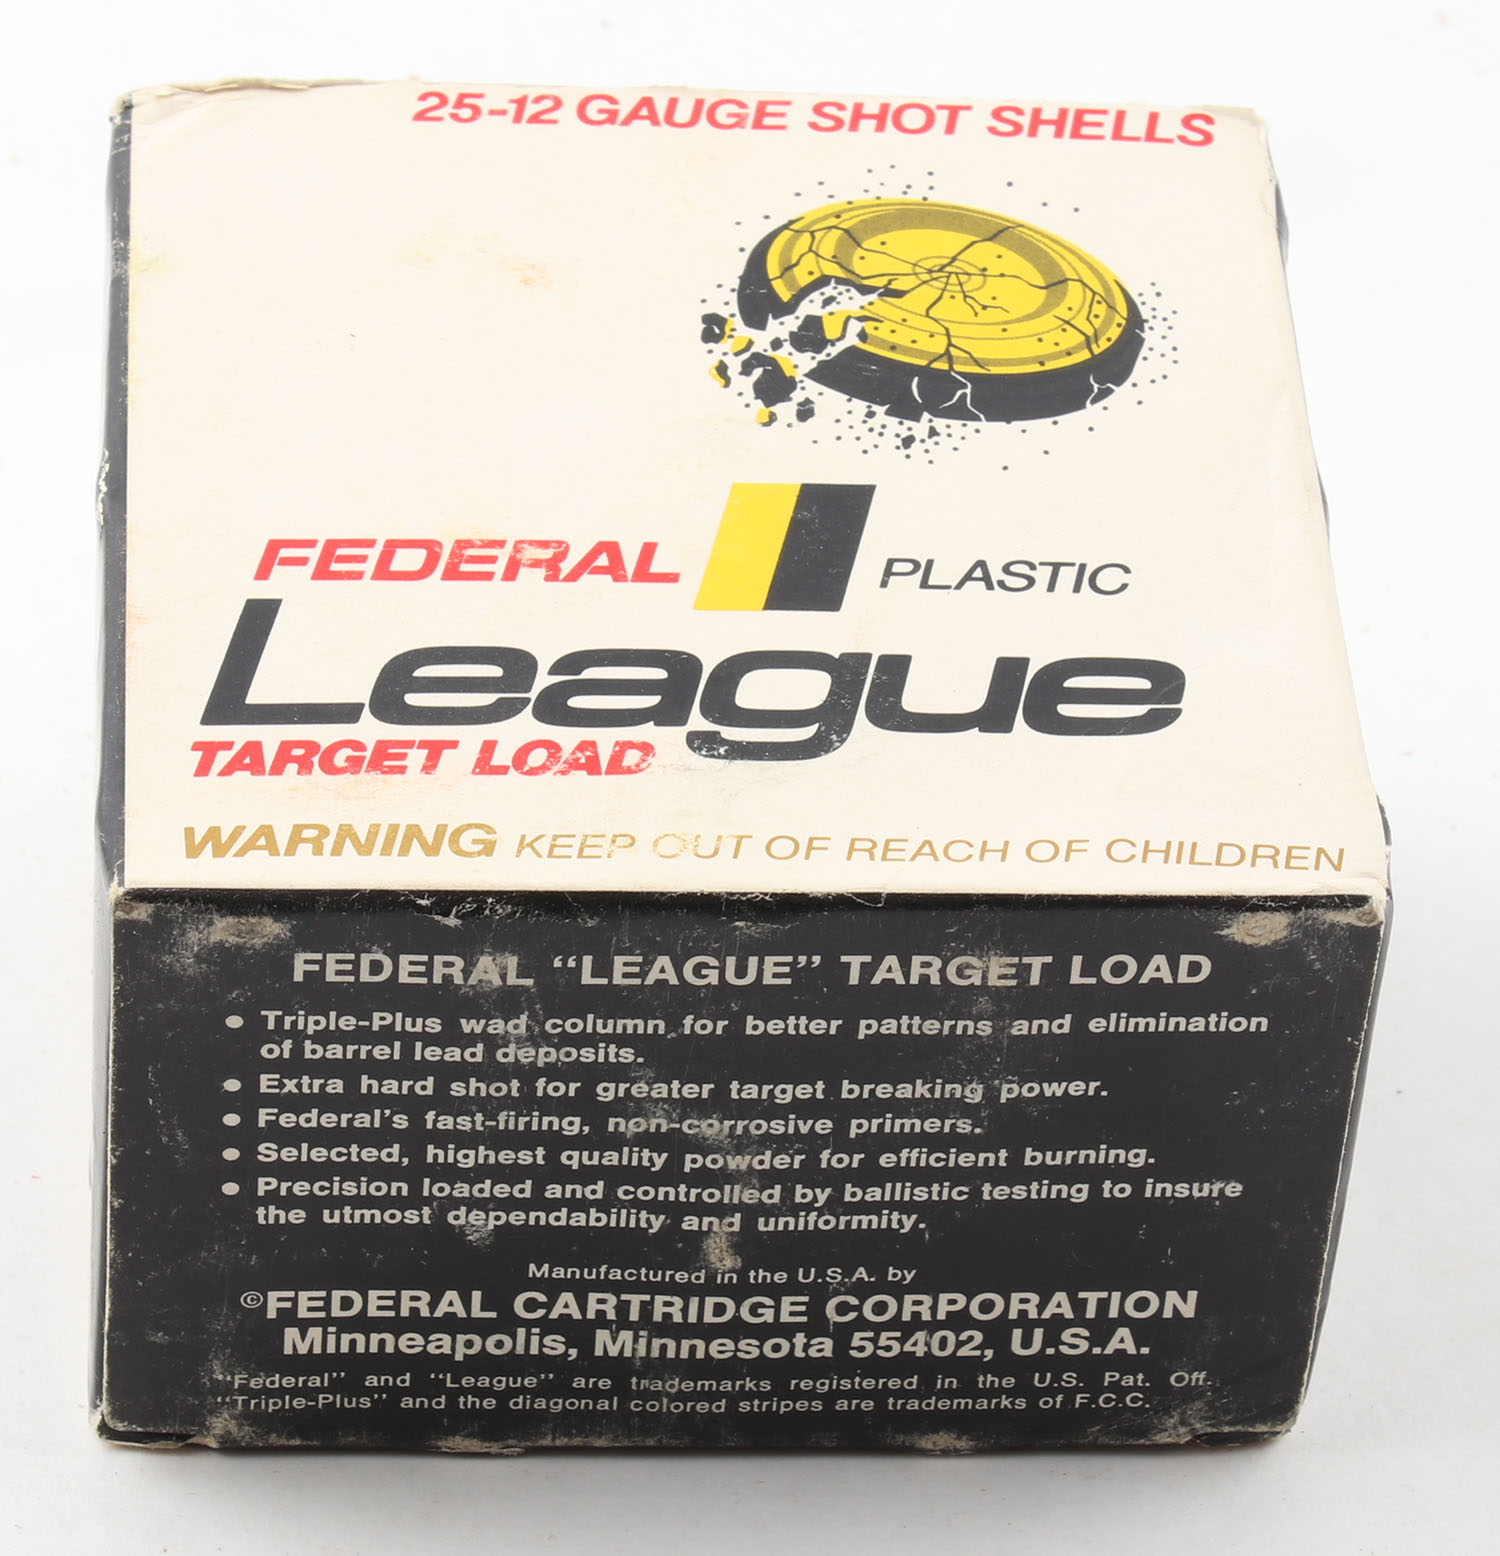 25-12 GAUGE SHOT SHELLS
FEDERAL PLASTIC
League
TARGET LOAD
WARNING KEEP OUT OF REACH OF CHILDREN
FEDERAL “LEAGUE” TARGET LOAD
• Triple-Plus wad column for better patterns and elimination
of barrel lead deposits.
• Extra hard shot for greater target breaking power.
• Federal's fast-firing, non-corrosive primers.
• Selected, highest quality powder for efficient burning.
• Precision loaded and controlled by ballistic testing to insure
the utmost dependability and uniformity.
Manufactured in the U.S.A. by
©FEDERAL CARTRIDGE CORPORATION
Minneapolis, Minnesota 55402, U.S.A.
“Federal” and “League” are trademarks registered in the U.S. Pat. Off.
“Triple-Plus” and the diagonal colored stripes are trademarks of F.C.C.